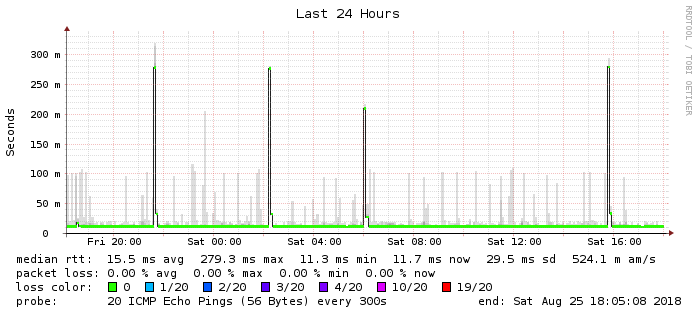 Last 24 Hours
RRDTOOL / TOBI OETIKER
Seconds
300 m
250 m
200 m
150 m
100 m
50 m
0
Fri 20:00 Sat 00:00 Sat 04:00 Sat 08:00 Sat 12:00 Sat 16:00
median rtt: 15.5 ms avg 279.3 ms max 11.3 ms min 11.7 ms now 29.5 ms sd 524.1 m am/s
packet loss: 0.00 % avg 0.00 % max 0.00 % min 0.00 % now
loss color: 0 1/20 2/20 3/20 4/20 10/20 19/20
probe: 20 ICMP Echo Pings (56 Bytes) every 300s end: Sat Aug 25 18:05:08 2018